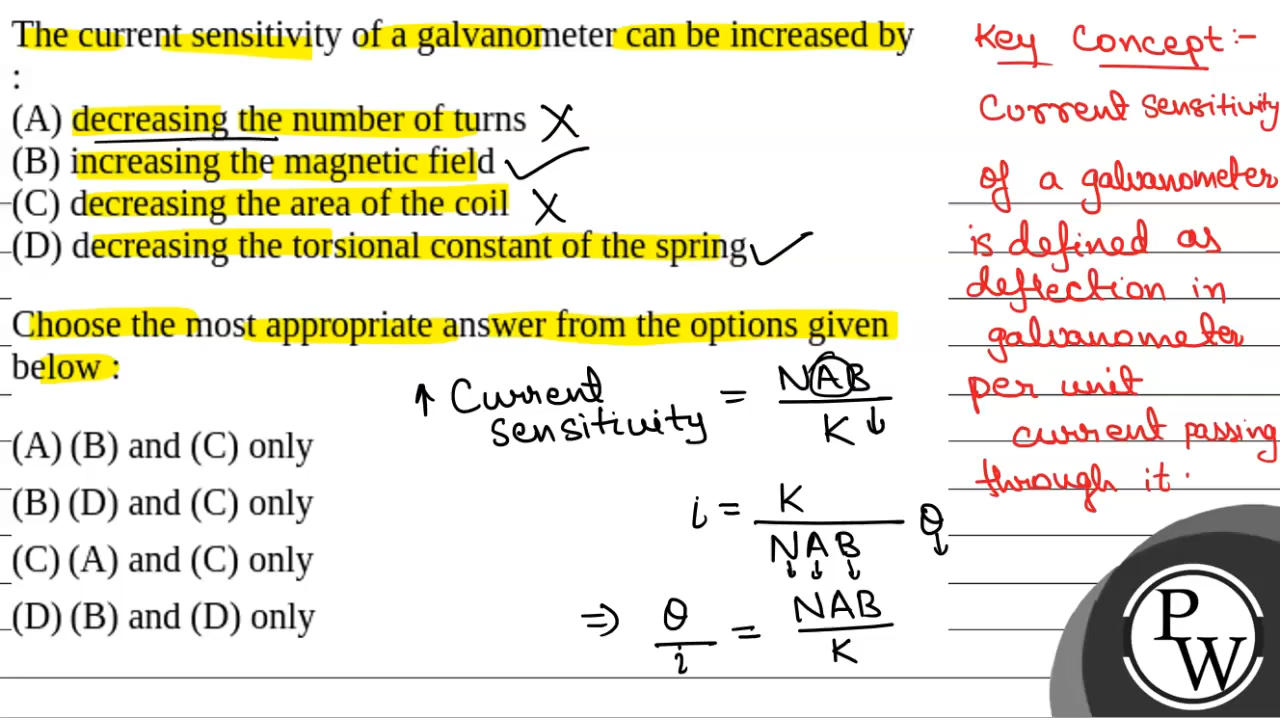 The current sensitivity of a galvanometer can be increased by
:
(A) decreasing the number of turns X
(B) increasing the magnetic field ✓
(C) decreasing the area of the coil X
(D) decreasing the torsional constant of the spring ✓
Choose the most appropriate answer from the options given
below :
(A) (B) and (C) only
(B) (D) and (C) only
(C) (A) and (C) only
(D) (B) and (D) only
↑ Current sensitivity = NAB / K ↓
i = K / NAB θ
↓ ↓ ↓ ↓
⇒ θ / i = NAB / K
Key Concept :-
Current sensitivity
of a galvanometer
is defined as
deflection in
galvanometer
per unit
current passing
through it.
P
W